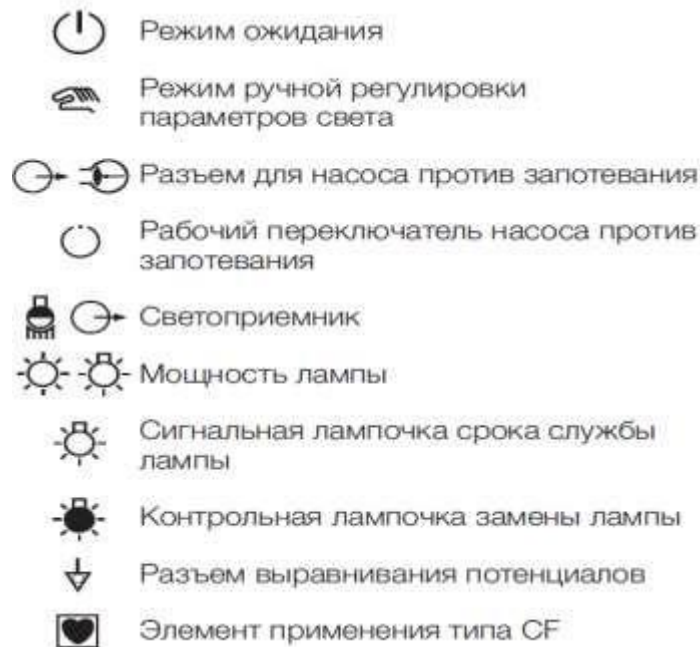 Режим ожидания
Режим ручной регулировки
параметров света
Разъем для насоса против запотевания
Рабочий переключатель насоса против
запотевания
Светоприемник
Мощность лампы
Сигнальная лампочка срока службы
лампы
Контрольная лампочка замены лампы
Разъем выравнивания потенциалов
Элемент применения типа CF